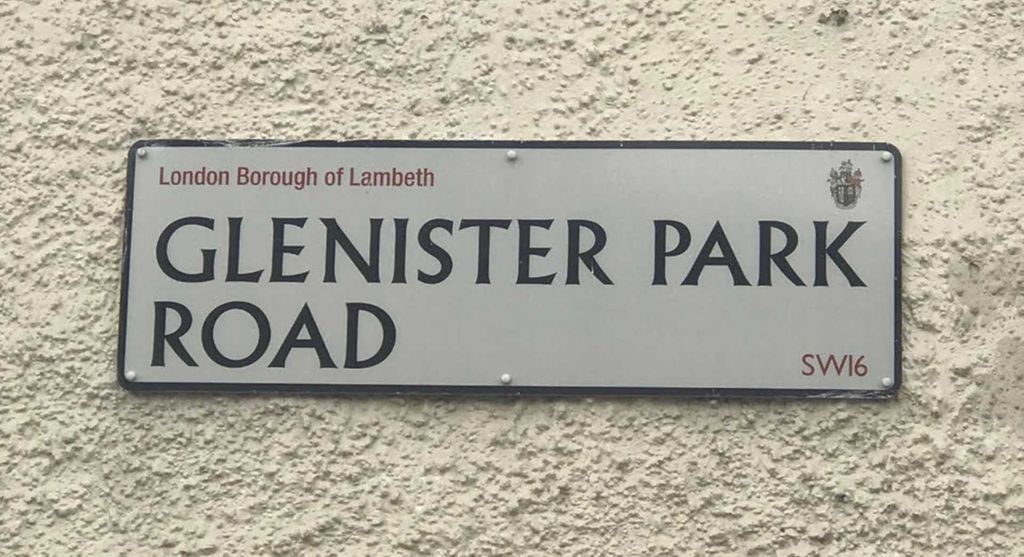 London Borough of Lambeth
GLENISTER PARK
ROAD
SW16